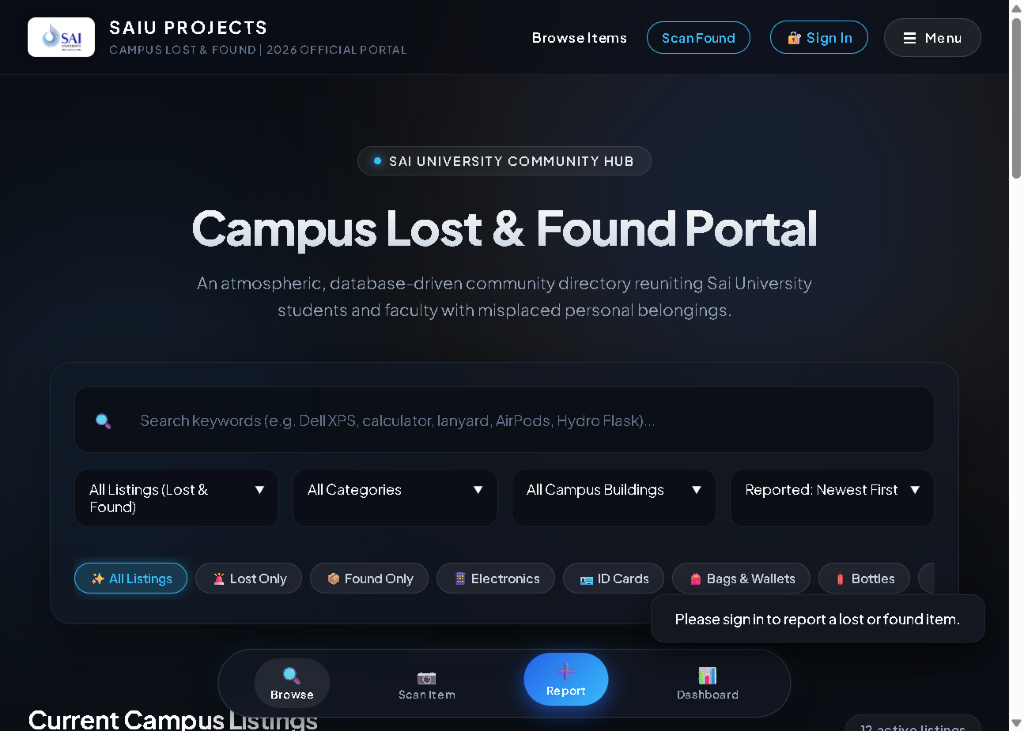 SAI
SAIU PROJECTS
CAMPUS LOST & FOUND | 2026 OFFICIAL PORTAL
Browse Items
Scan Found
Sign In
Menu
SAI UNIVERSITY COMMUNITY HUB
Campus Lost & Found Portal
An atmospheric, database-driven community directory reuniting Sai University
students and faculty with misplaced personal belongings.
Search keywords (e.g. Dell XPS, calculator, lanyard, AirPods, Hydro Flask)...
All Listings (Lost &
Found)
All Categories
All Campus Buildings
Reported: Newest First
All Listings
Lost Only
Found Only
Electronics
ID Cards
Bags & Wallets
Bottles
Please sign in to report a lost or found item.
Browse
Scan Item
Report
Dashboard
Current Campus Listings
12 active listings